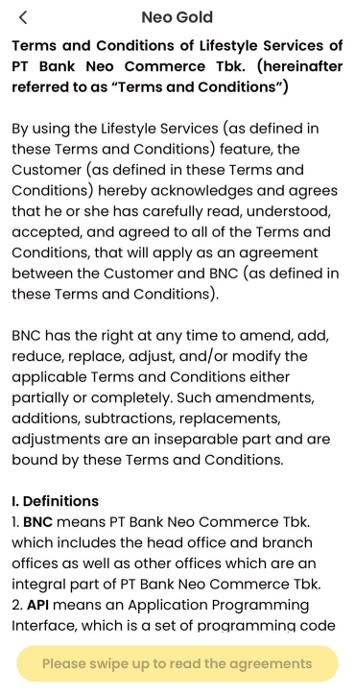 Neo Gold
Terms and Conditions of Lifestyle Services of
PT Bank Neo Commerce Tbk. (hereinafter
referred to as “Terms and Conditions”)
By using the Lifestyle Services (as defined in
these Terms and Conditions) feature, the
Customer (as defined in these Terms and
Conditions) hereby acknowledges and agrees
that he or she has carefully read, understood,
accepted, and agreed to all of the Terms and
Conditions, that will apply as an agreement
between the Customer and BNC (as defined in
these Terms and Conditions).
BNC has the right at any time to amend, add,
reduce, replace, adjust, and/or modify the
applicable Terms and Conditions either
partially or completely. Such amendments,
additions, subtractions, replacements,
adjustments are an inseparable part and are
bound by these Terms and Conditions.
I. Definitions
1. BNC means PT Bank Neo Commerce Tbk.
which includes the head office and branch
offices as well as other offices which are an
integral part of PT Bank Neo Commerce Tbk.
2. API means an Application Programming
Interface, which is a set of programming code
Please swipe up to read the agreements